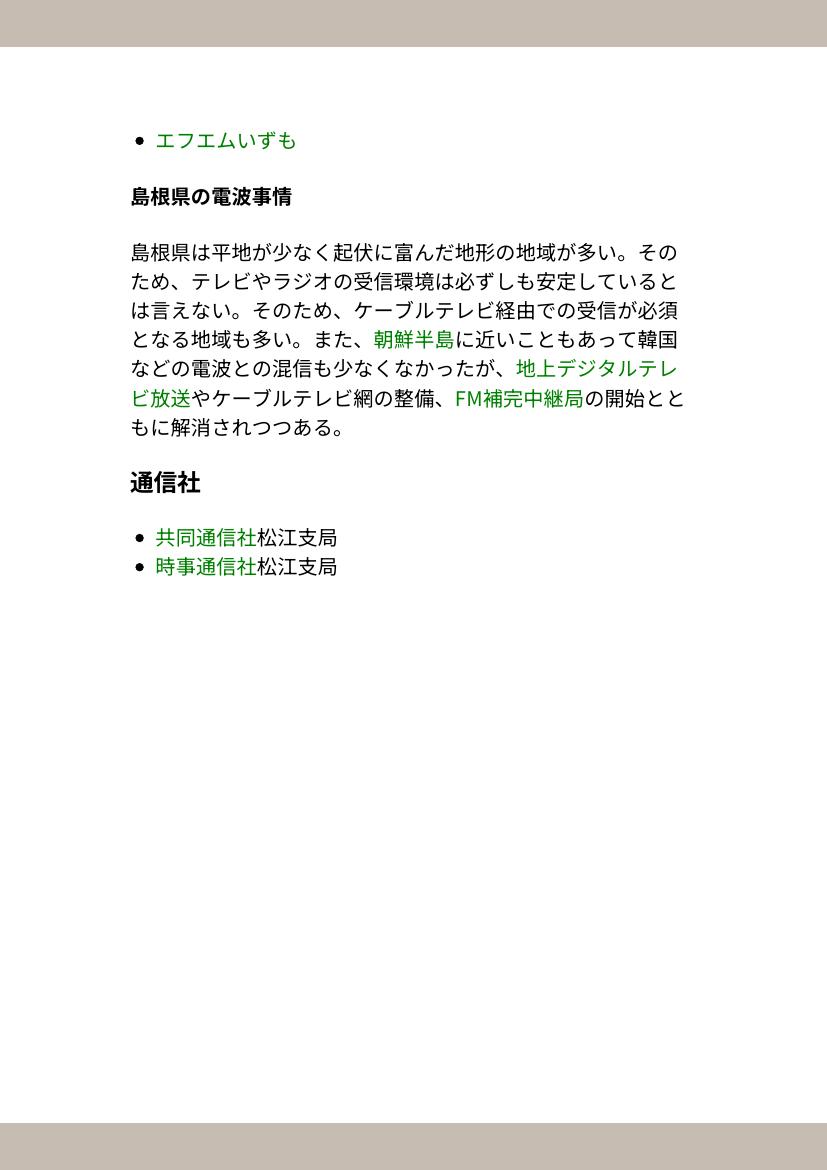 エフエムいずも
島根県の電波事情
島根県は平地が少なく起伏に富んだ地形の地域が多い。その
ため、テレビやラジオの受信環境は必ずしも安定していると
は言えない。そのため、ケーブルテレビ経由での受信が必須
となる地域も多い。また、朝鮮半島に近いこともあって韓国
などの電波との混信も少なくなかったが、地上デジタルテレ
ビ放送やケーブルテレビ網の整備、FM補完中継局の開始とと
もに解消されつつある。
通信社
共同通信社松江支局
時事通信社松江支局